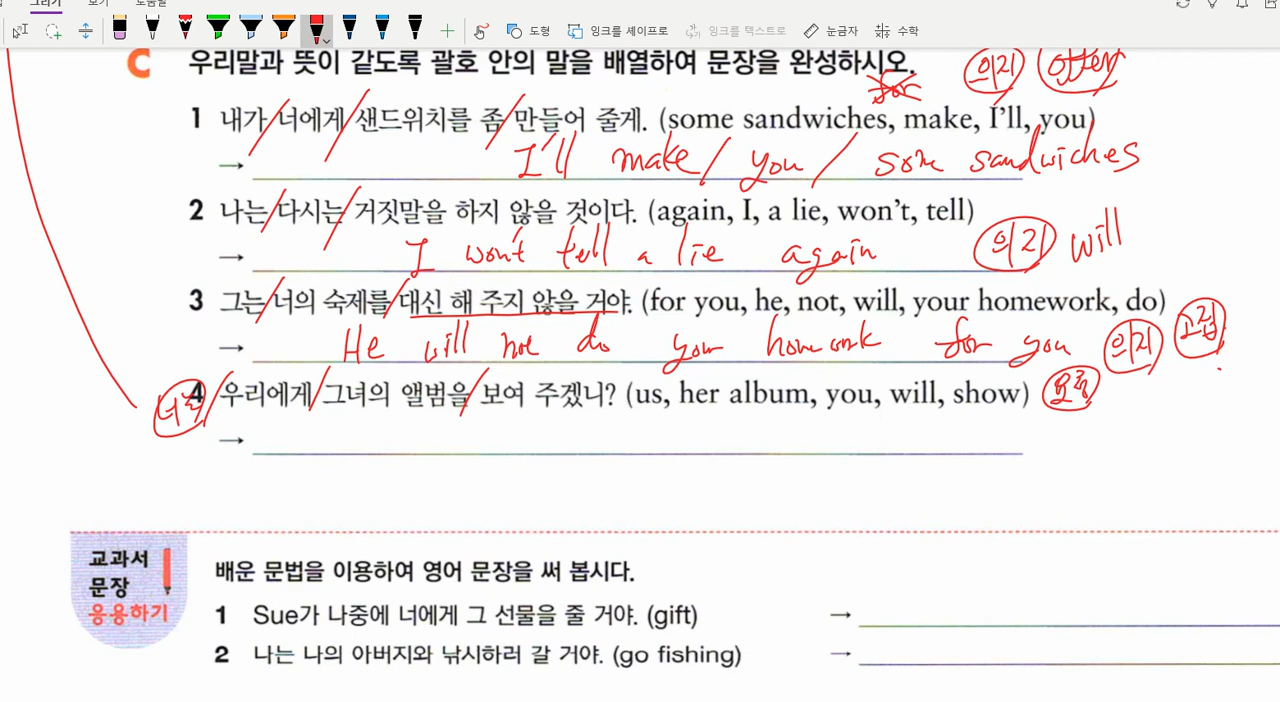 그리기 보기 도움말
도형 잉크를 셰이프로 잉크를 텍스트로 눈금자 수학
C 우리말과 뜻이 같도록 괄호 안의 말을 배열하여 문장을 완성하시오. 의지 offer
for
1 내가 너에게 샌드위치를 좀 만들어 줄게. (some sandwiches, make, I'll, you)
→ I'll make / you / some sandwiches
2 나는 다시는 거짓말을 하지 않을 것이다. (again, I, a lie, won't, tell)
→ I won't tell a lie again 의지 will
3 그는 너의 숙제를 대신 해 주지 않을 거야. (for you, he, not, will, your homework, do)
→ He will not do your homework for you 의지 고집
너는 4 우리에게 그녀의 앨범을 보여 주겠니? (us, her album, you, will, show) 요청
→
교과서
문장
응용하기
배운 문법을 이용하여 영어 문장을 써 봅시다.
1 Sue가 나중에 너에게 그 선물을 줄 거야. (gift) →
2 나는 나의 아버지와 낚시하러 갈 거야. (go fishing) →